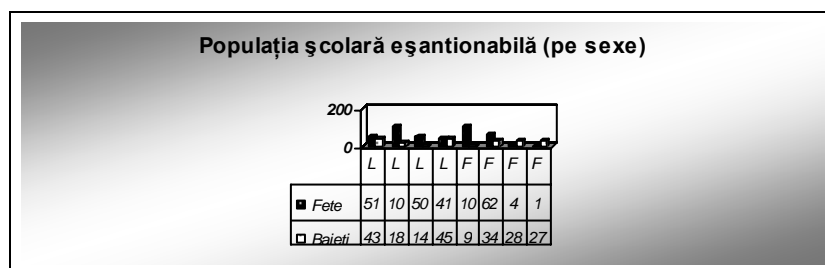 Populația școlară eșantionabilă (pe sexe)
200
0
L L L L F F F F
Fete 51 10 50 41 10 62 4 1
Baieti 43 18 14 45 9 34 28 27